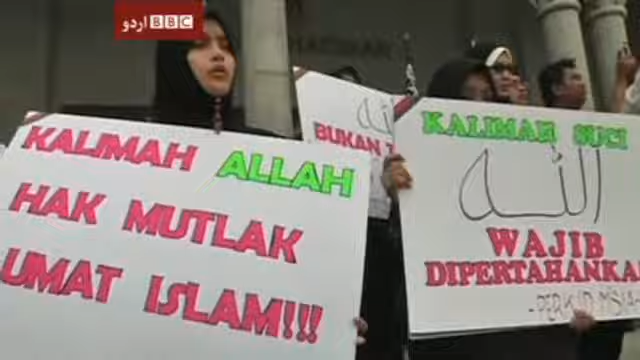 BBC اردو
KALIMAH ALLAH
HAK MUTLAK
UMAT ISLAM!!!
BUKAN
KALIMAH SUCI
الله
WAJIB
DIPERTAHANKA